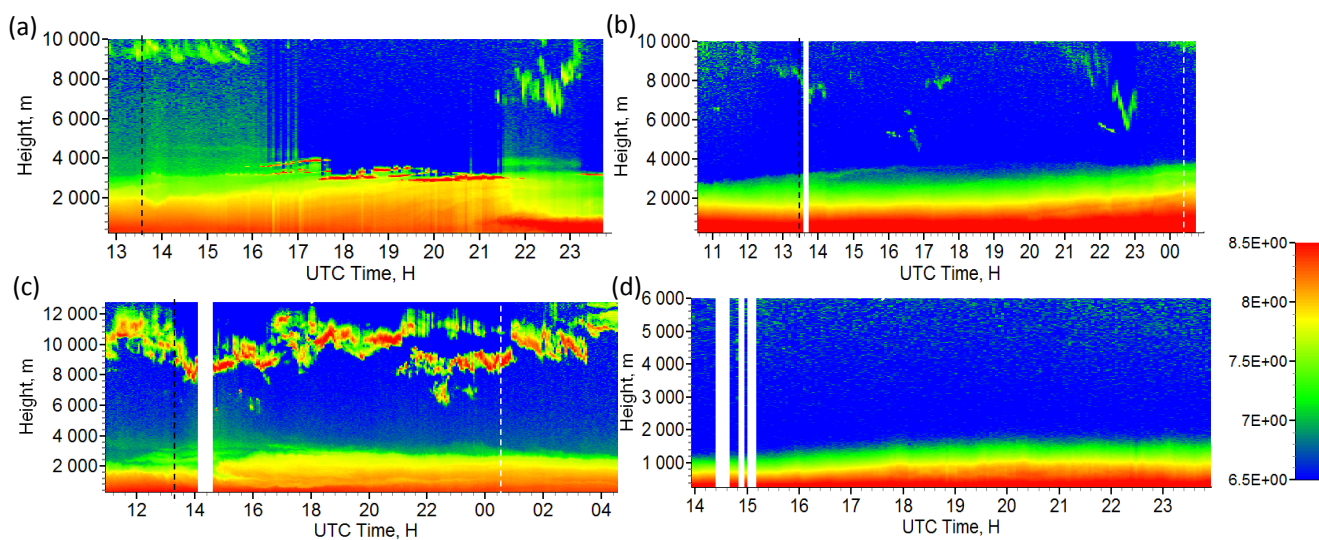 (a)
Height, m
10 000
8 000
6 000
4 000
2 000
13 14 15 16 17 18 19 20 21 22 23
UTC Time, H
(b)
Height, m
10 000
8 000
6 000
4 000
2 000
11 12 13 14 15 16 17 18 19 20 21 22 23 00
UTC Time, H
(c)
Height, m
12 000
10 000
8 000
6 000
4 000
2 000
12 14 16 18 20 22 00 02 04
UTC Time, H
(d)
Height, m
6 000
5 000
4 000
3 000
2 000
1 000
14 15 16 17 18 19 20 21 22 23
UTC Time, H
8.5E+00
8E+00
7.5E+00
7E+00
6.5E+00